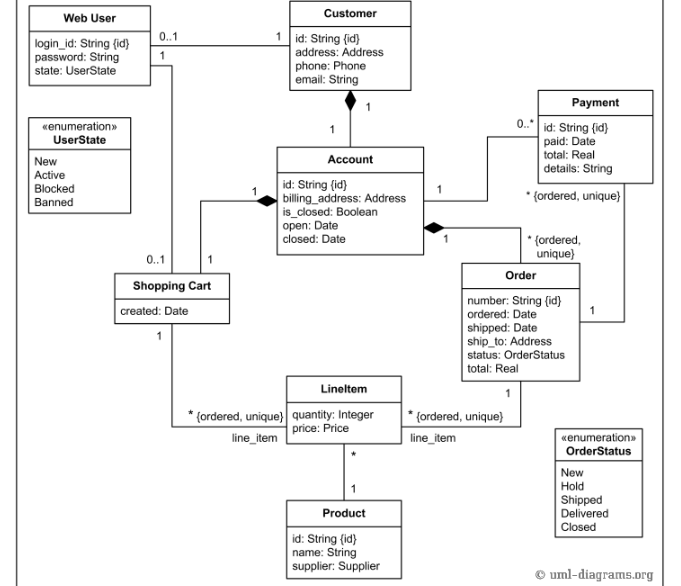 Web User
login_id: String {id}
password: String
state: UserState
0..1
1
1
Customer
id: String {id}
address: Address
phone: Phone
email: String
1
1
«enumeration»
UserState
New
Active
Blocked
Banned
Account
id: String {id}
billing_address: Address
is_closed: Boolean
open: Date
closed: Date
0..*
1
Payment
id: String {id}
paid: Date
total: Real
details: String
* {ordered, unique}
1
1
0..1
1
* {ordered,
unique}
Shopping Cart
created: Date
1
Order
number: String {id}
ordered: Date
shipped: Date
ship_to: Address
status: OrderStatus
total: Real
1
1
LineItem
quantity: Integer
price: Price
* {ordered, unique}
line_item
* {ordered, unique}
line_item
*
1
Product
id: String {id}
name: String
supplier: Supplier
«enumeration»
OrderStatus
New
Hold
Shipped
Delivered
Closed
© uml-diagrams.org